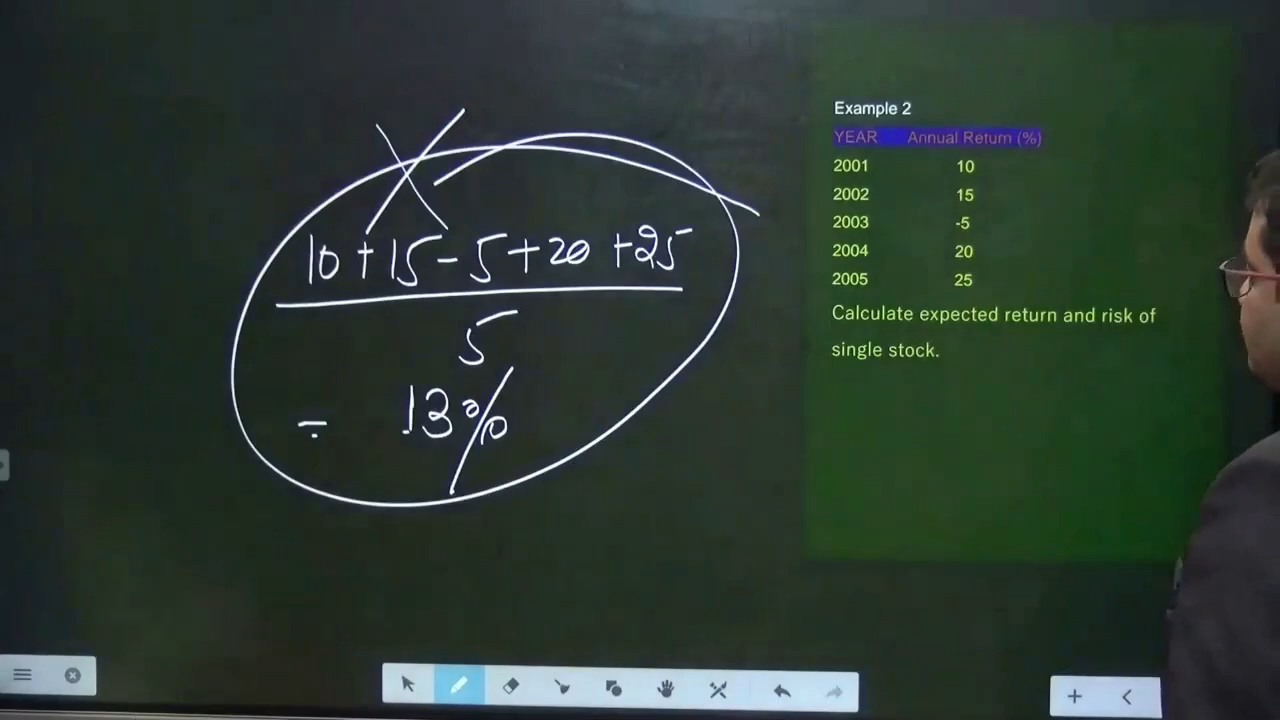 10+15-5+20+25
5
= 13%
Example 2
YEAR Annual Return (%)
2001 10
2002 15
2003 -5
2004 20
2005 25
Calculate expected return and risk of
single stock.